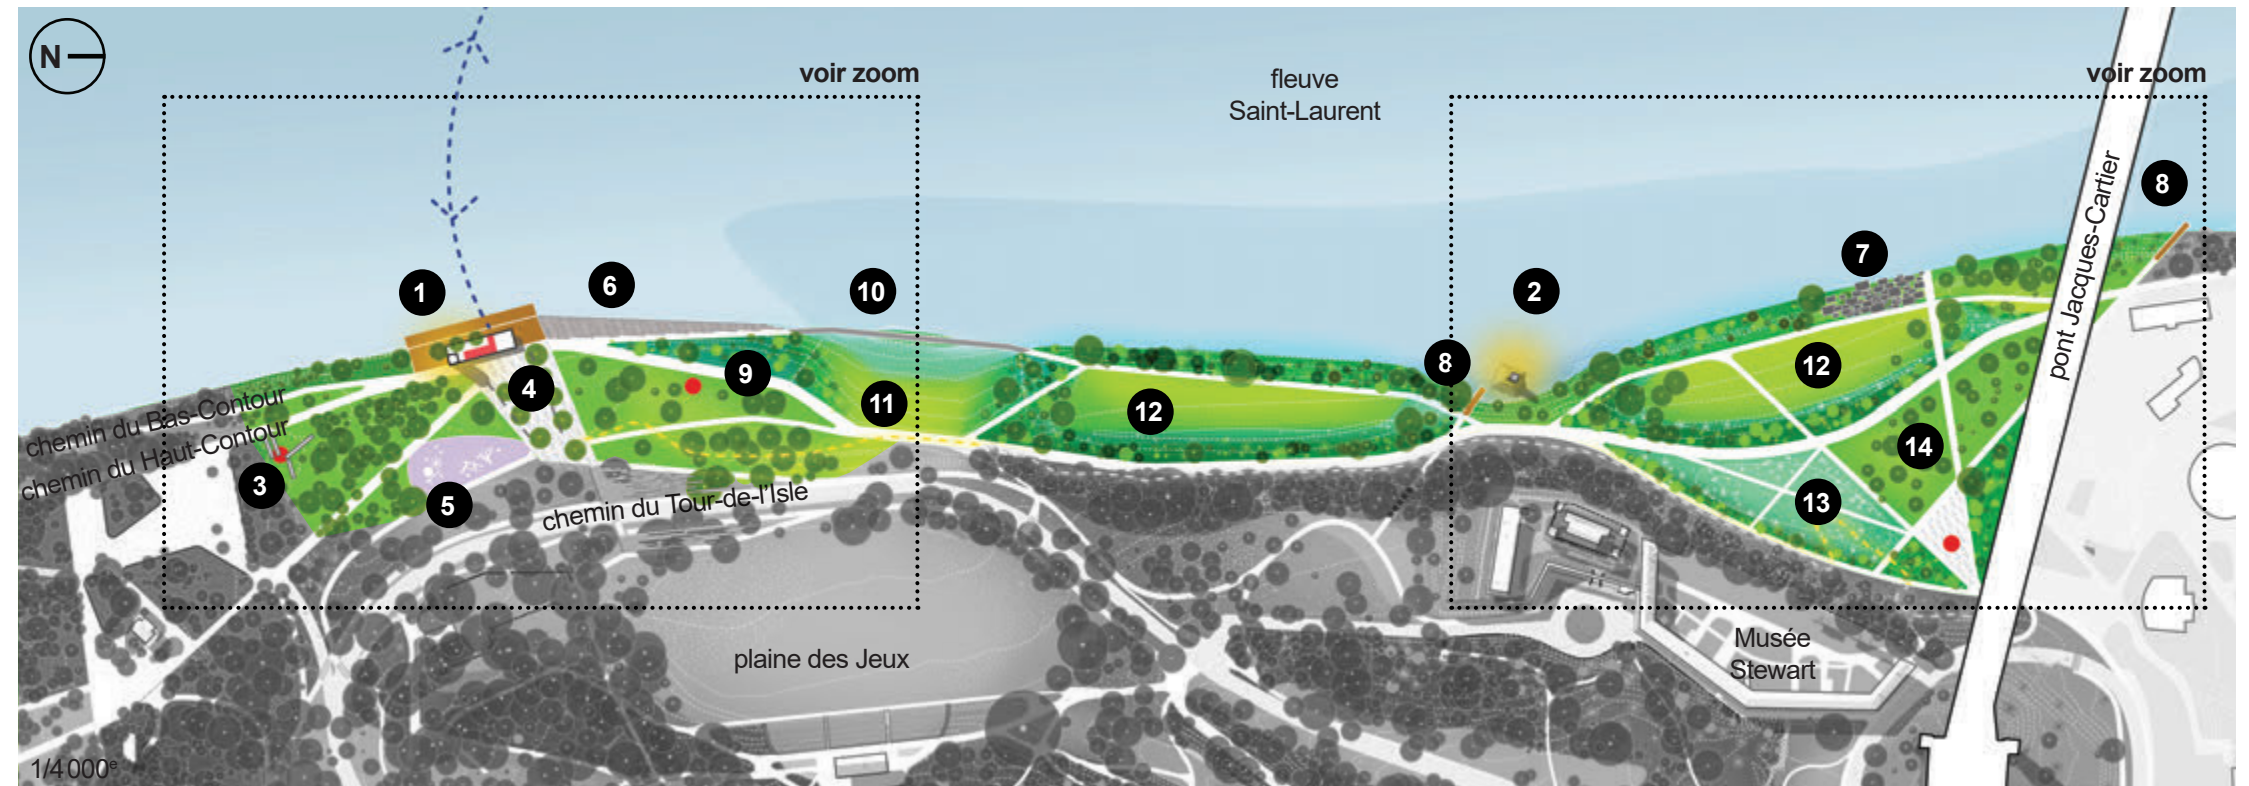 N
voir zoom
fleuve
Saint-Laurent
voir zoom
8
pont Jacques-Cartier
7
1
6
10
2
8
9
4
11
12
12
chemin du Bas-Contour
chemin du Haut-Contour
3
5
chemin du Tour-de-l'Isle
14
13
plaine des Jeux
Musée
Stewart
1/4 000e